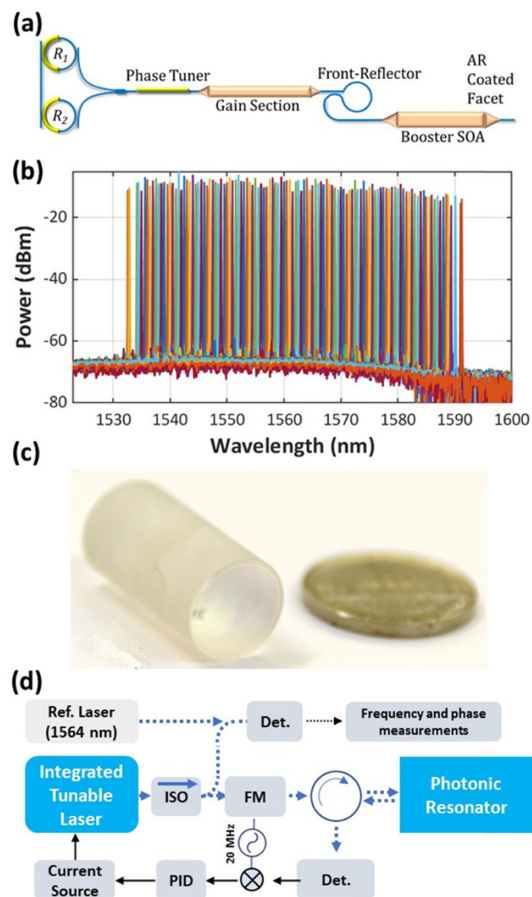 (a)
R1
R2
Phase Tuner
Gain Section
Front-Reflector
AR
Coated
Facet
Booster SOA
(b)
Power (dBm)
-20
-40
-60
-80
1530 1540 1550 1560 1570 1580 1590 1600
Wavelength (nm)
(c)
(d)
Ref. Laser
(1564 nm)
Det.
Frequency and phase
measurements
Integrated
Tunable
Laser
ISO
FM
Photonic
Resonator
20 MHz
Current
Source
PID
Det.